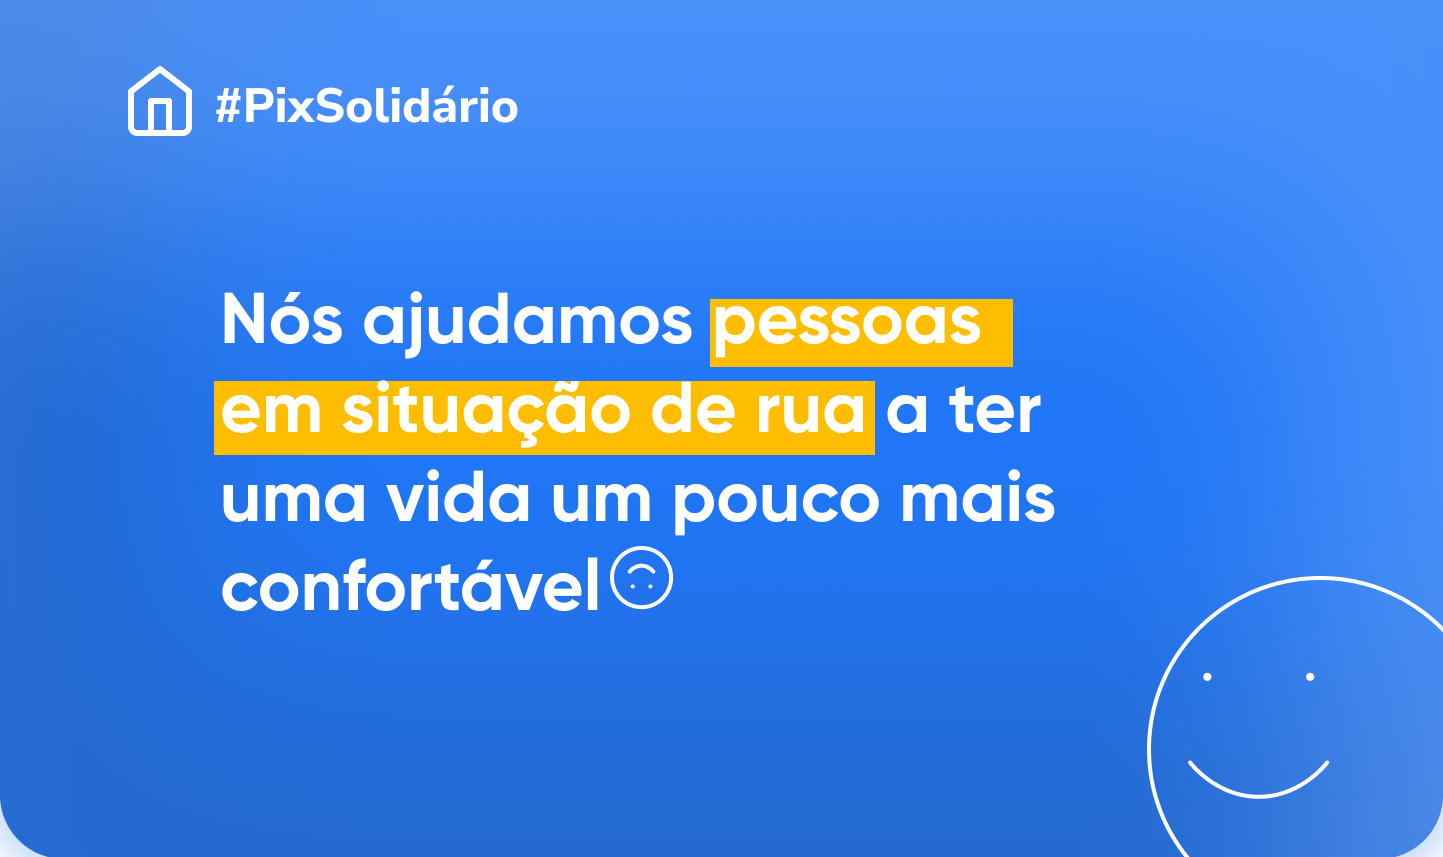 #PixSolidário
Nós ajudamos pessoas
em situação de rua a ter
uma vida um pouco mais
confortável